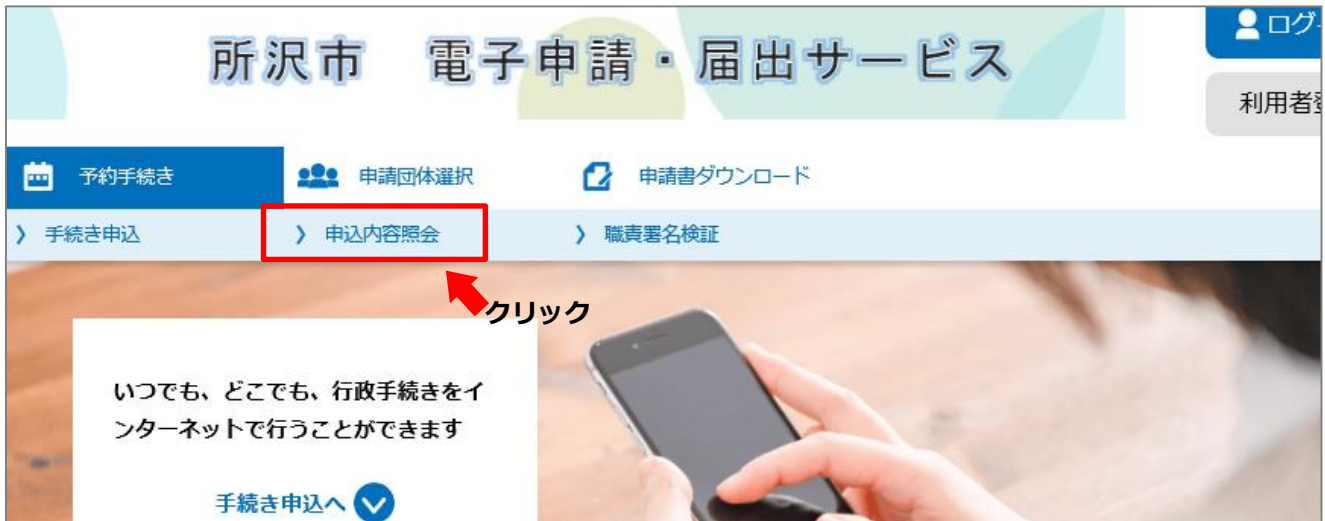 所沢市 電子申請・届出サービス
ログ
利用者登
予約手続き
申請団体選択
申請書ダウンロード
手続き申込
申込内容照会
職責署名検証
クリック
いつでも、どこでも、行政手続きをイ
ンターネットで行うことができます
手続き申込へ